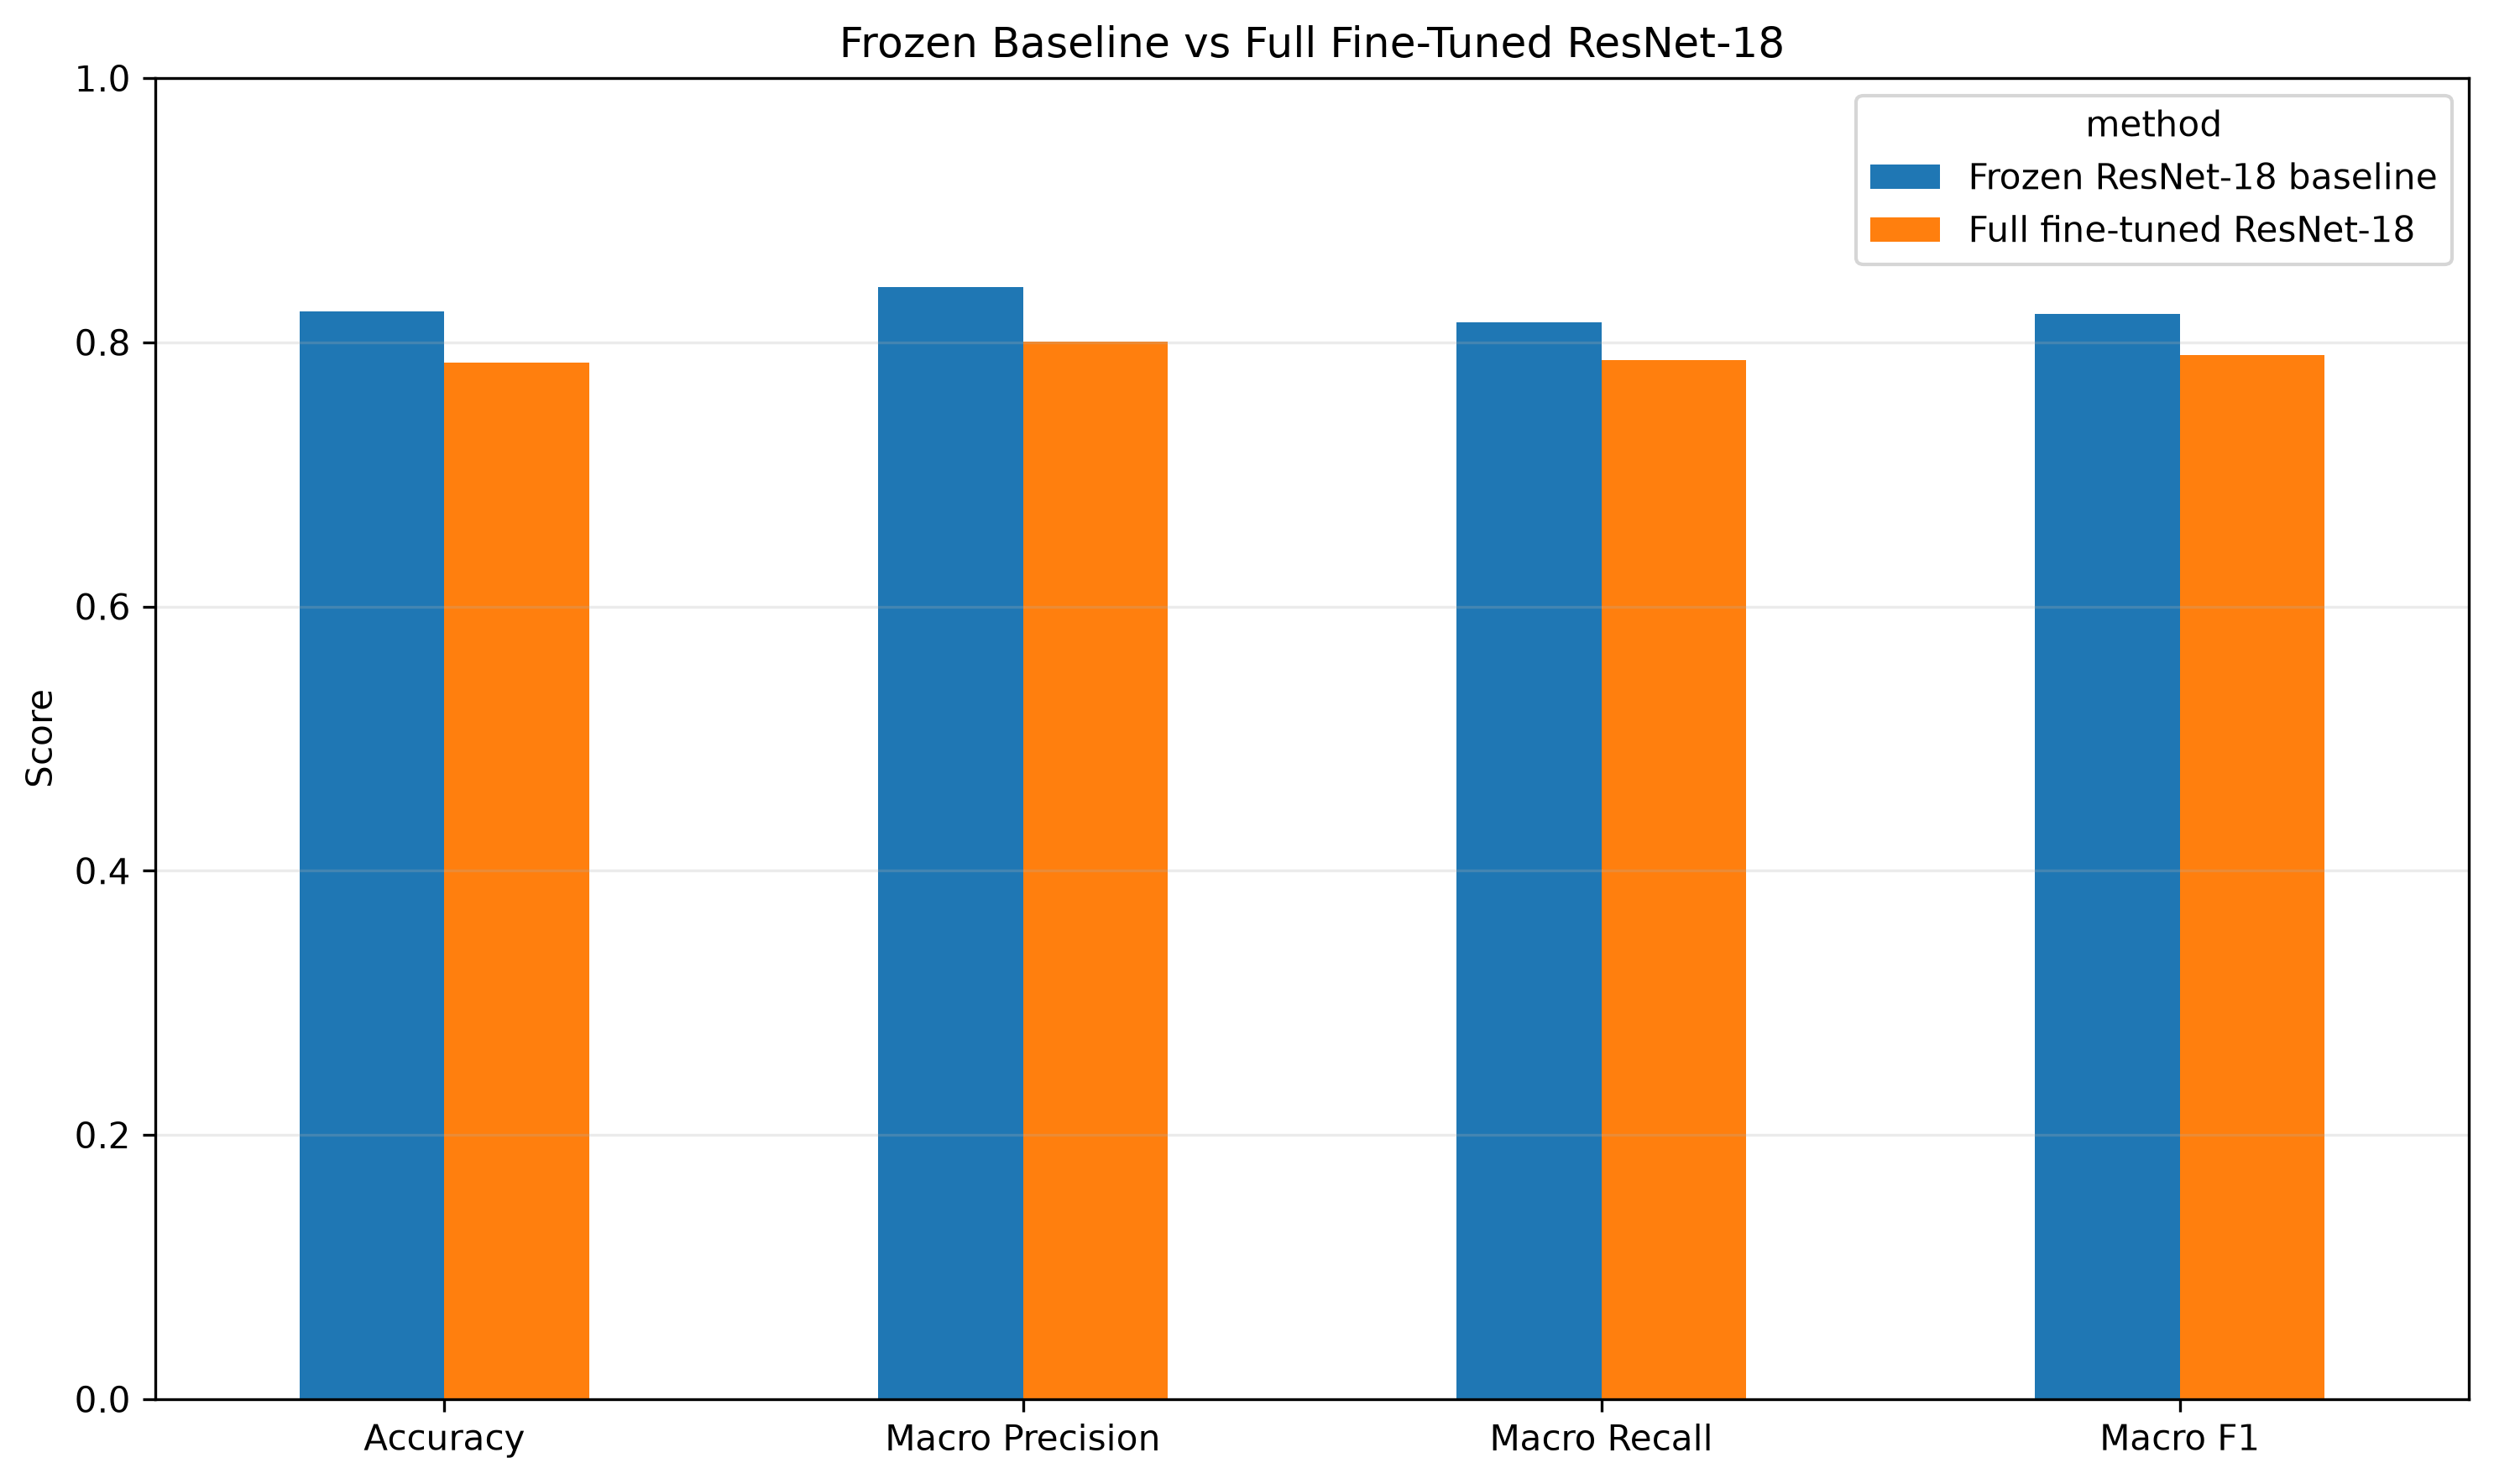 Frozen Baseline vs Full Fine-Tuned ResNet-18
method
Frozen ResNet-18 baseline
Full fine-tuned ResNet-18
Score
1.0
0.8
0.6
0.4
0.2
0.0
Accuracy
Macro Precision
Macro Recall
Macro F1